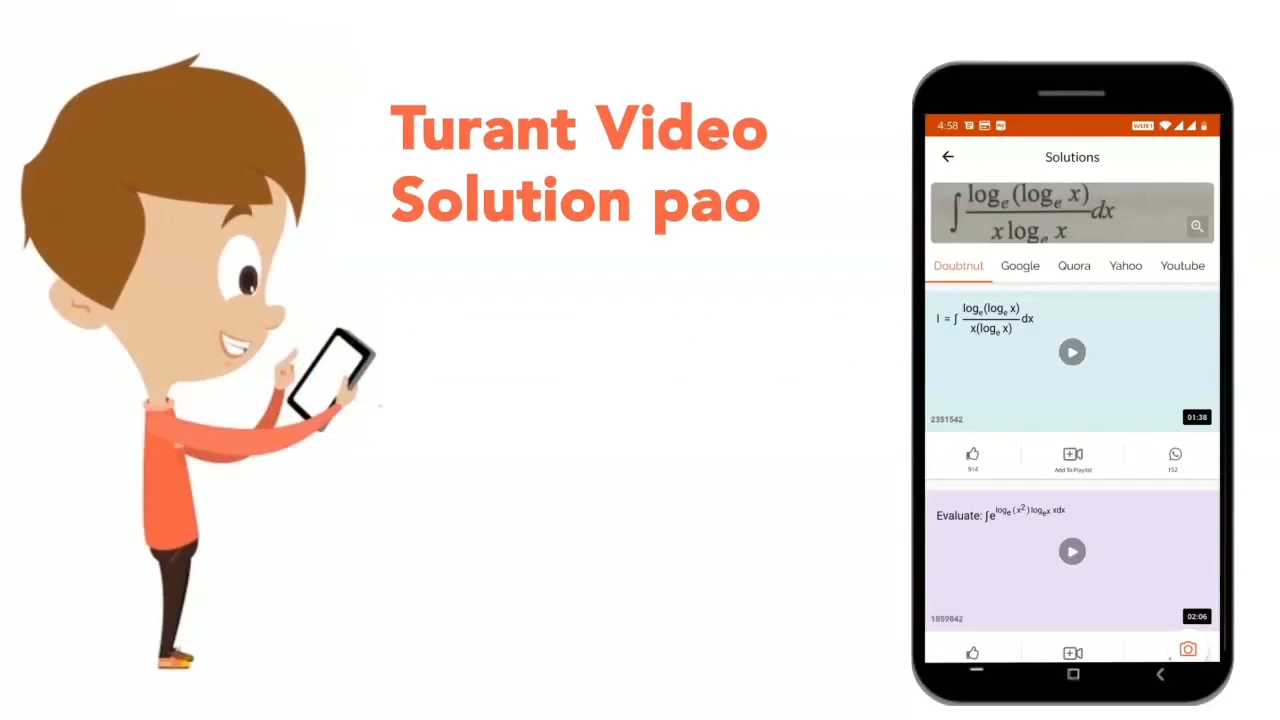 Turant Video
Solution pao
4:58
VoLTE1
Solutions
∫ logₑ(logₑ x) / x logₑ x dx
Doubtnut Google Quora Yahoo Youtube
I = ∫ logₑ(logₑ x) / x(logₑ x) dx
2351542 01:38
914 Add To Playlist 152
Evaluate: ∫e^logₑ(x²) logₑx xdx
1859842 02:06